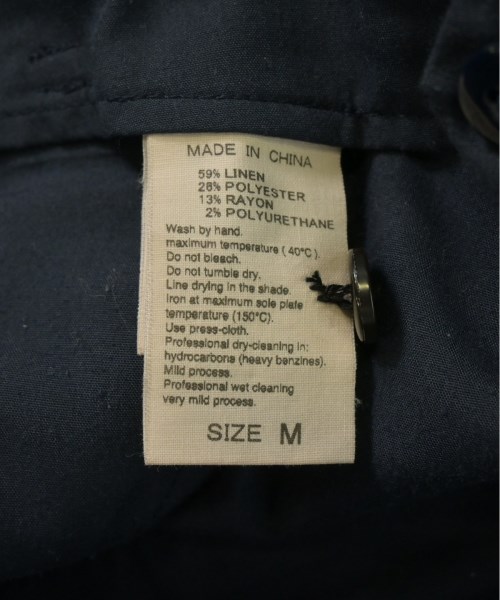 MADE IN CHINA
59% LINEN
26% POLYESTER
13% RAYON
2% POLYURETHANE
Wash by hand.
maximum temperature ( 40°C ).
Do not bleach.
Do not tumble dry.
Line drying in the shade.
Iron at maximum sole plate
temperature (150°C).
Use press-cloth.
Professional dry-cleaning in:
hydrocarbons (heavy benzines).
Mild process.
Professional wet cleaning
very mild process.
SIZE M